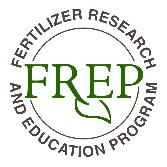 FERTILIZER RESEARCH
FREP
AND EDUCATION PROGRAM